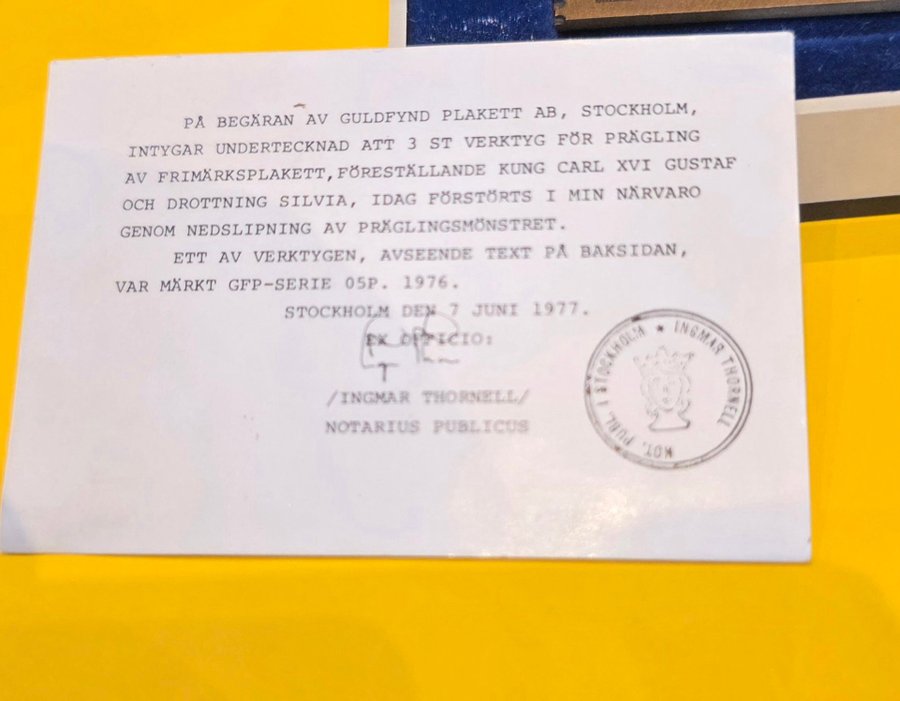 PÅ BEGÄRAN AV GULDFYND PLAKETT AB, STOCKHOLM,
INTYGAR UNDERTECKNAD ATT 3 ST VERKTYG FÖR PRÄGLING
AV FRIMÄRKSPLAKETT,FÖRESTÄLLANDE KUNG CARL XVI GUSTAF
OCH DROTTNING SILVIA, IDAG FÖRSTÖRTS I MIN NÄRVARO
GENOM NEDSLIPNING AV PRÄGLINGSMÖNSTRET.
ETT AV VERKTYGEN, AVSEENDE TEXT PÅ BAKSIDAN,
VAR MÄRKT GFP-SERIE 05P. 1976.
STOCKHOLM DEN 7 JUNI 1977.
EX OFFICIO:
/INGMAR THORNELL/
NOTARIUS PUBLICUS
NOT. PUBL. I STOCKHOLM ★ INGMAR THORNELL